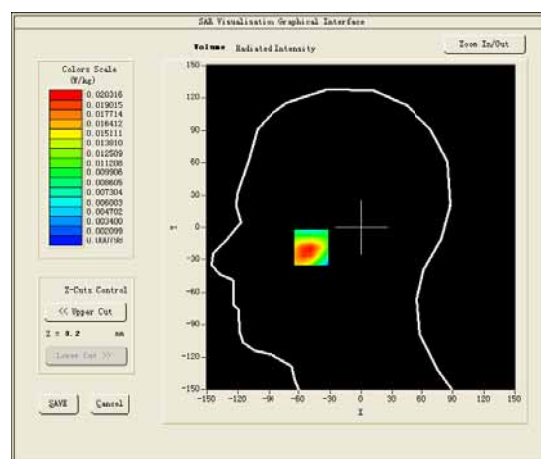 SAR Visualisation Graphical Interface
Volume Radiated Intensity
Zoom In/Out
Colors Scale
(W/kg)
0.020316
0.019015
0.017714
0.016412
0.015111
0.013810
0.012509
0.011208
0.009906
0.008605
0.007304
0.006003
0.004702
0.003400
0.002099
0.000798
Z-Cuts Control
<< Upper Cut
Z = 0.2 mm
Lower Cut >>
SAVE Cancel
150
120
90
60
30
0
-30
-60
-90
-120
-150
Y
-150 -120 -90 -60 -30 0 30 60 90 120 150
X